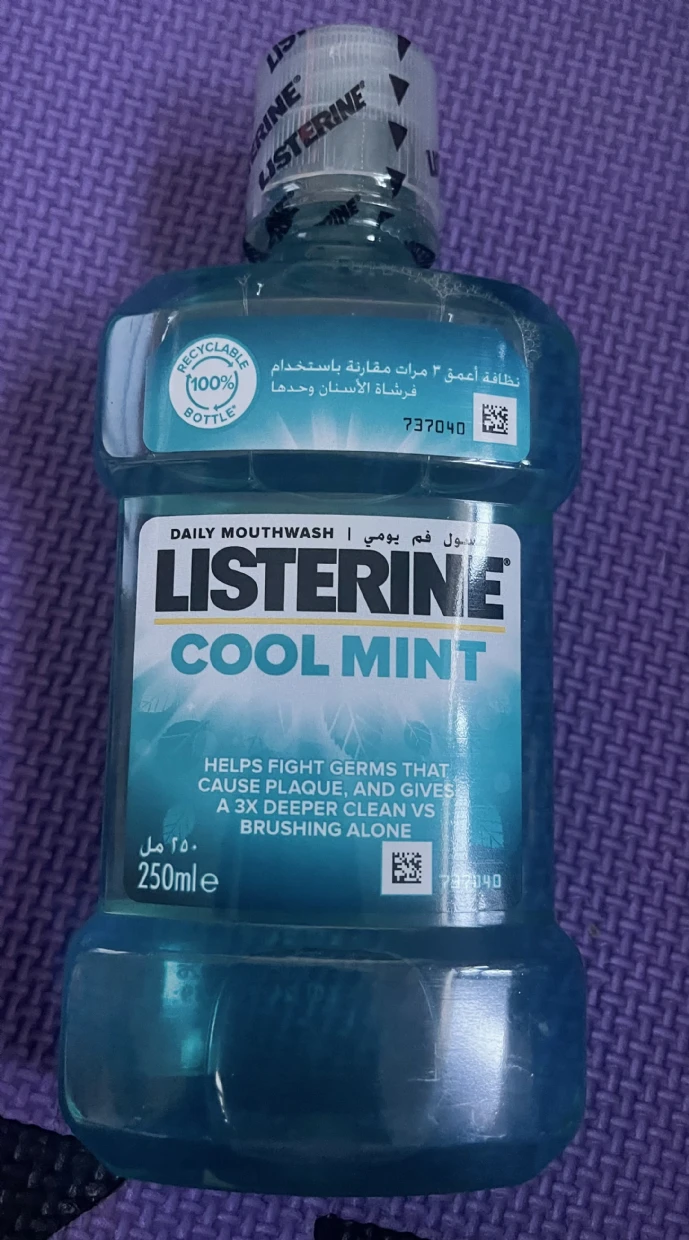 LISTERINE
RECYCLABLE
100%
BOTTLE*
نظافة أعمق ٣ مرات مقارنة باستخدام
فرشاة الأسنان وحدها
737040
DAILY MOUTHWASH | فم يومي
LISTERINE®
COOL MINT
HELPS FIGHT GERMS THAT
CAUSE PLAQUE, AND GIVES
A 3X DEEPER CLEAN VS
BRUSHING ALONE
٢٥٠ مل
250ml e
737040